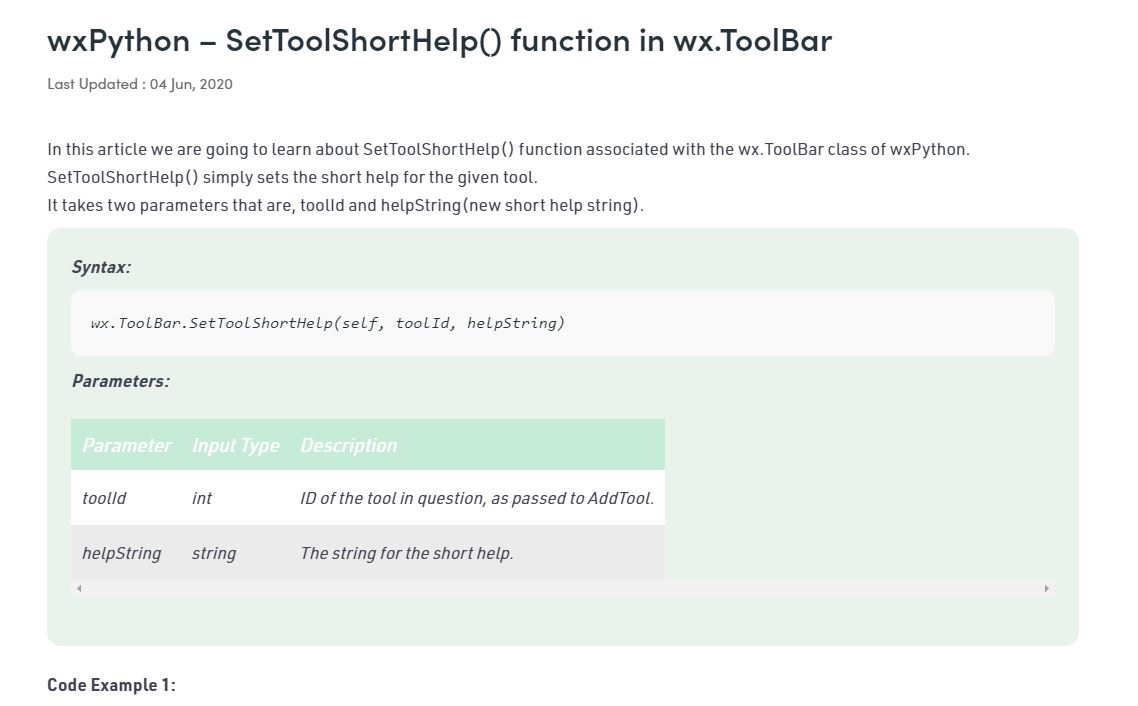 wxPython – SetToolShortHelp() function in wx.ToolBar
Last Updated : 04 Jun, 2020
In this article we are going to learn about SetToolShortHelp() function associated with the wx.ToolBar class of wxPython.
SetToolShortHelp() simply sets the short help for the given tool.
It takes two parameters that are, toolId and helpString(new short help string).
Syntax:
wx.ToolBar.SetToolShortHelp(self, toolId, helpString)
Parameters:
Parameter Input Type Description
toolId int ID of the tool in question, as passed to AddTool.
helpString string The string for the short help.
Code Example 1: